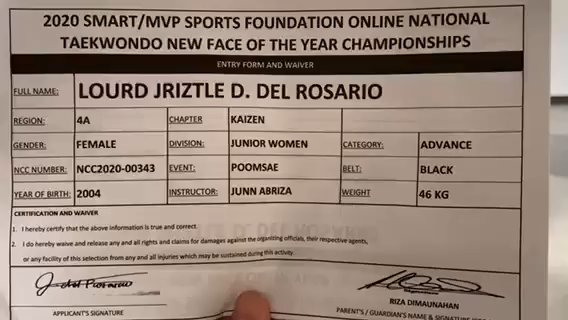 2020 SMART/MVP SPORTS FOUNDATION ONLINE NATIONAL
TAEKWONDO NEW FACE OF THE YEAR CHAMPIONSHIPS
ENTRY FORM AND WAIVER
FULL NAME: LOURD JRIZTLE D. DEL ROSARIO
REGION: 4A CHAPTER KAIZEN
GENDER: FEMALE DIVISION: JUNIOR WOMEN CATEGORY: ADVANCE
NCC NUMBER: NCC2020-00343 EVENT: POOMSAE BELT: BLACK
YEAR OF BIRTH: 2004 INSTRUCTOR: JUNN ABRIZA WEIGHT 46 KG
CERTIFICATION AND WAIVER
1. I hereby certify that the above information is true and correct.
2. I do hereby waive and release any and all rights and claims for damages against the organizing officials, their respective agents,
or any facility of this selection from any and all injuries which may be sustained during this activity.
RIZA DIMAUNAHAN
APPLICANT'S SIGNATURE PARENT'S / GUARDIAN'S NAME & SIGNATURE